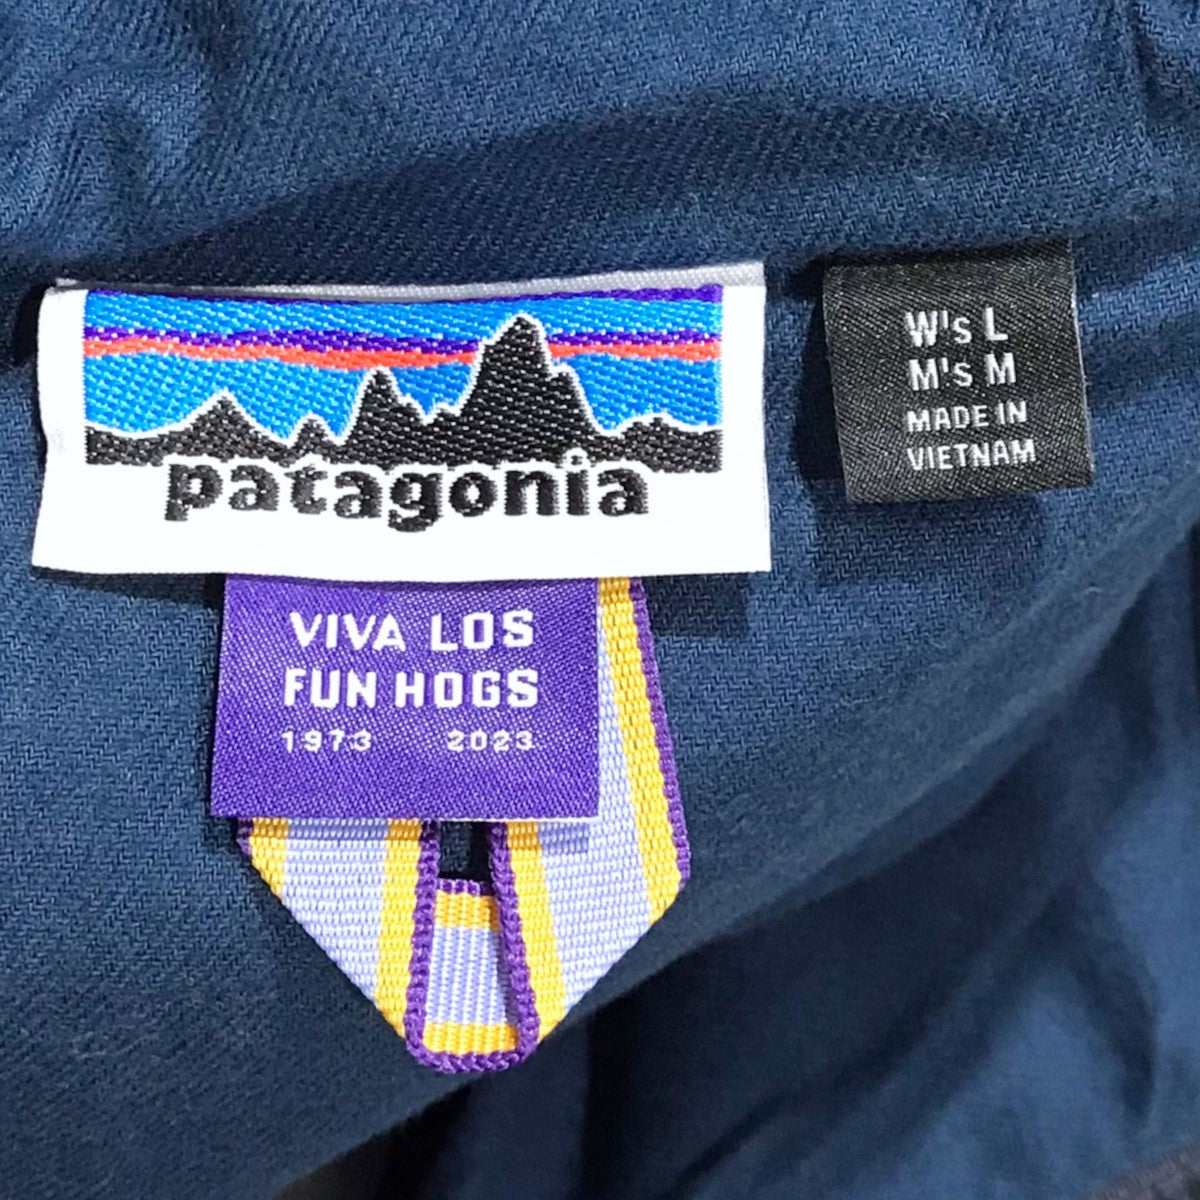 patagonia
W's L
M's M
MADE IN
VIETNAM
VIVA LOS
FUN HOGS
1973 2023